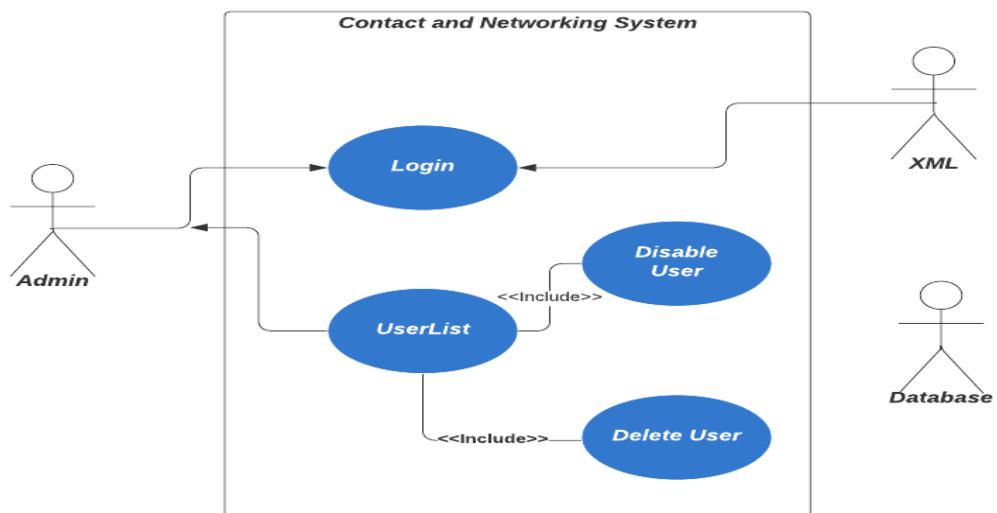 Contact and Networking System
Login
XML
Admin
Disable
User
<<Include>>
UserList
Database
<<Include>>
Delete User